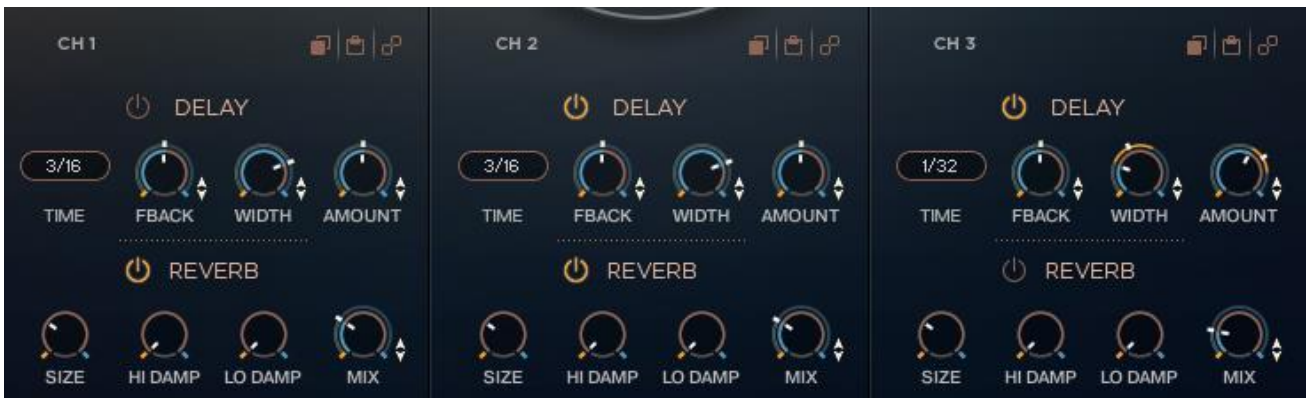 CH 1
DELAY
3/16
TIME FBACK WIDTH AMOUNT
REVERB
SIZE HI DAMP LO DAMP MIX
CH 2
DELAY
3/16
TIME FBACK WIDTH AMOUNT
REVERB
SIZE HI DAMP LO DAMP MIX
CH 3
DELAY
1/32
TIME FBACK WIDTH AMOUNT
REVERB
SIZE HI DAMP LO DAMP MIX